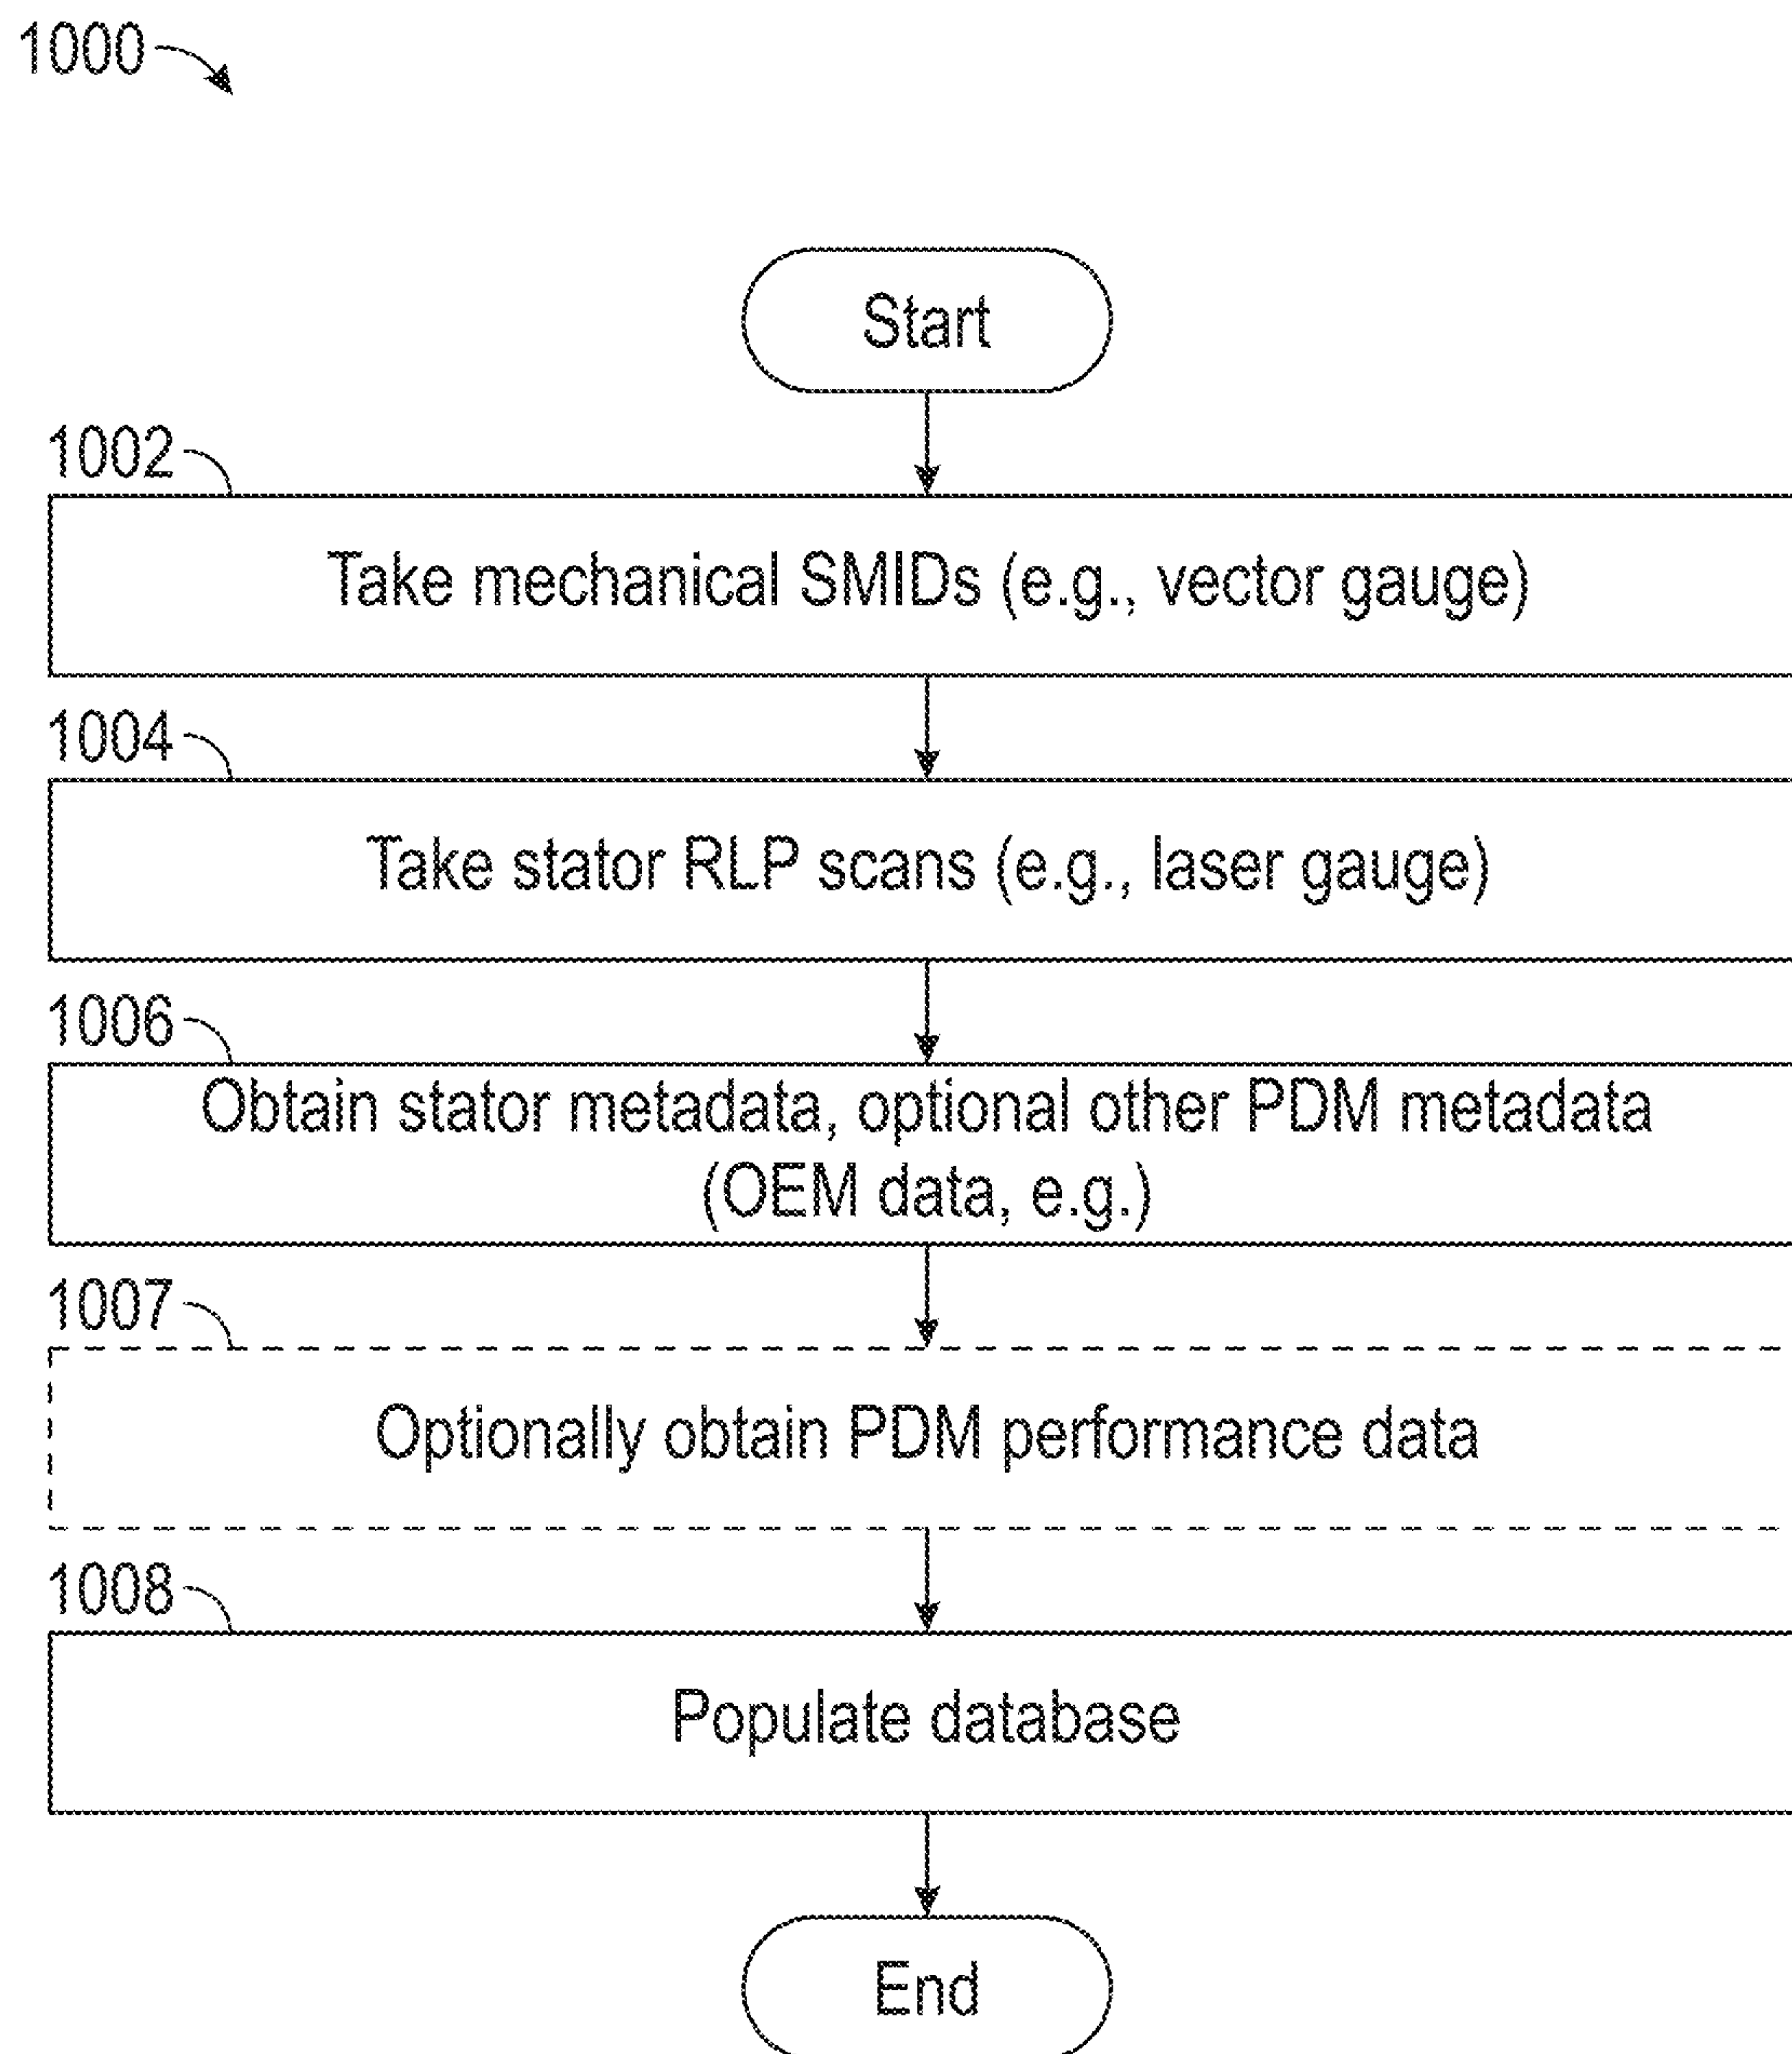 1000
Start
1002
Take mechanical SMIDs (e.g., vector gauge)
1004
Take stator RLP scans (e.g., laser gauge)
1006
Obtain stator metadata, optional other PDM metadata
(OEM data, e.g.)
1007
Optionally obtain PDM performance data
1008
Populate database
End